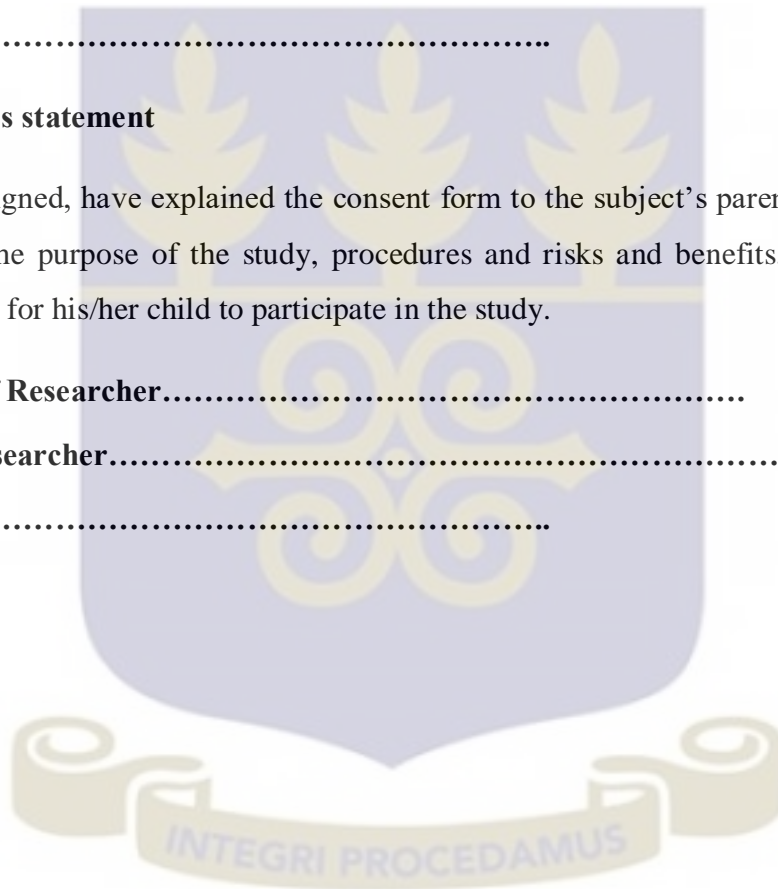 ……………………………………………..
s statement
igned, have explained the consent form to the subject’s paren
he purpose of the study, procedures and risks and benefits.
for his/her child to participate in the study.
Researcher……………………………………………….
searcher……………………………………………………….
……………………………………………..
INTEGRI PROCEDAMUS